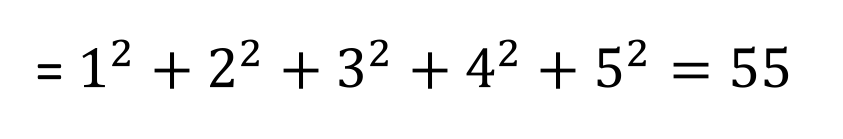 = 1² + 2² + 3² + 4² + 5² = 55